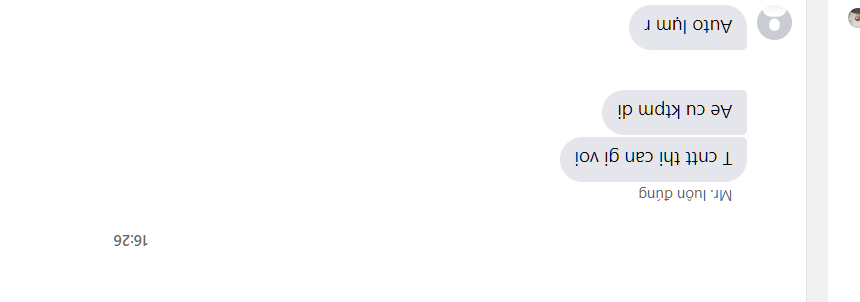 16:26
Mr. luôn đúng
T cntt thi can gi voi
Ae cu ktpm di
Auto lụm r